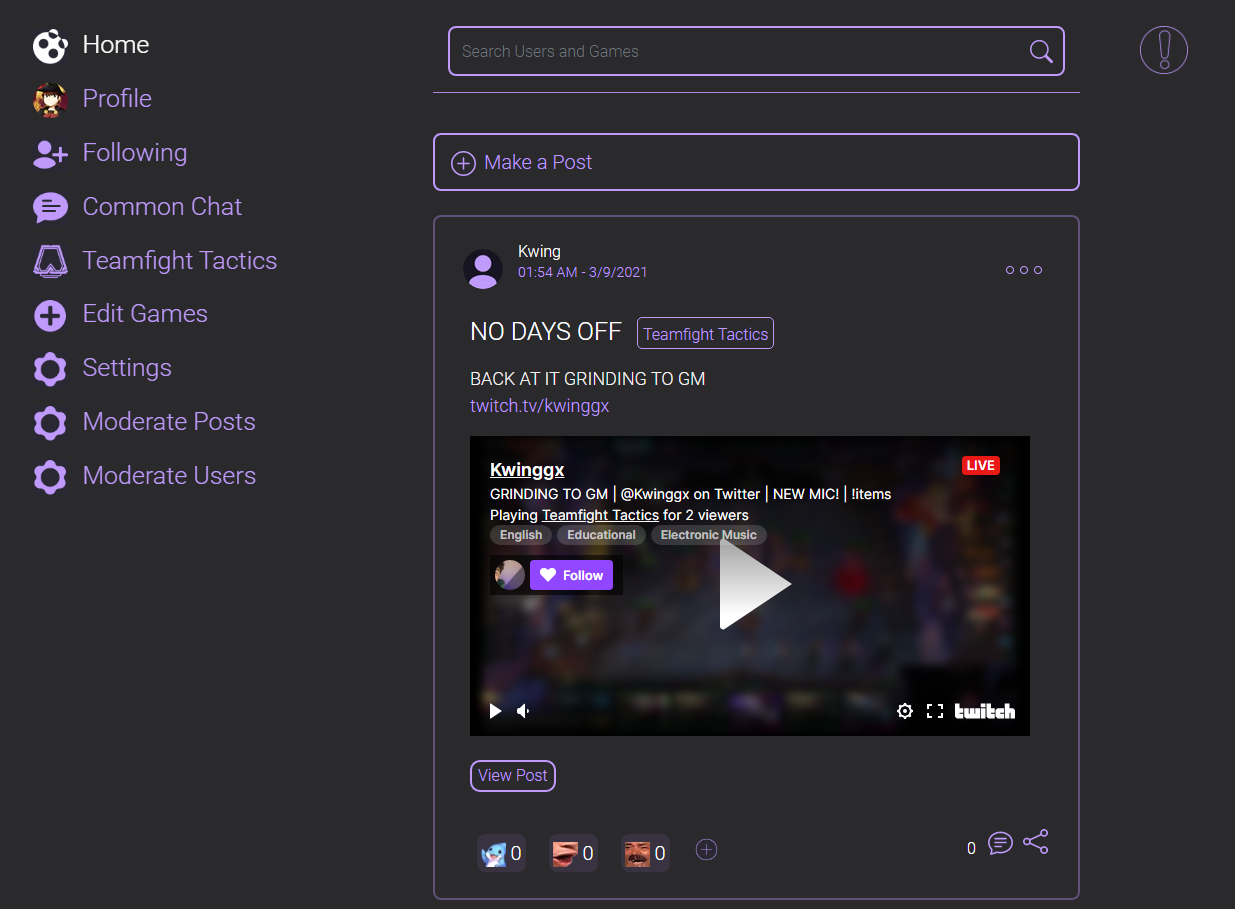 Home
Profile
Following
Common Chat
Teamfight Tactics
Edit Games
Settings
Moderate Posts
Moderate Users
Search Users and Games
Make a Post
Kwing
01:54 AM - 3/9/2021
NO DAYS OFF Teamfight Tactics
BACK AT IT GRINDING TO GM
twitch.tv/kwinggx
Kwinggx LIVE
GRINDING TO GM | @Kwinggx on Twitter | NEW MIC! | !items
Playing Teamfight Tactics for 2 viewers
English Educational Electronic Music
Follow
twitch
View Post
0 0 0 0